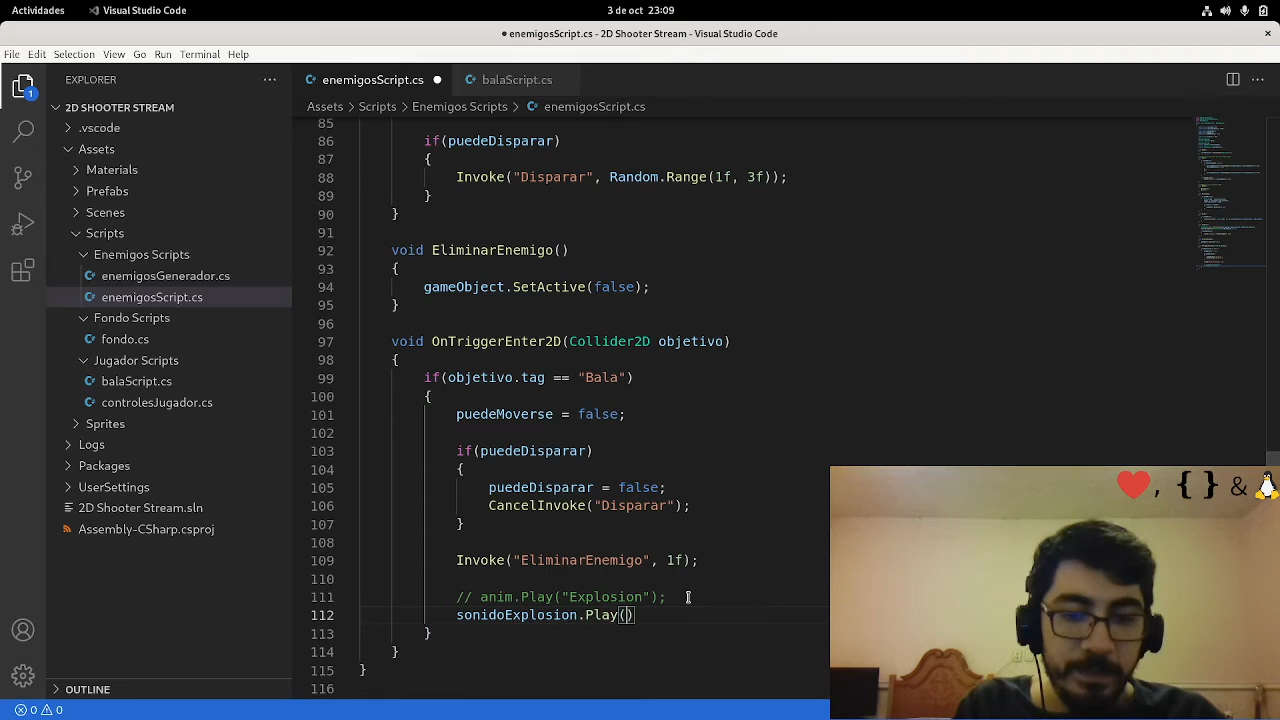 Actividades
Visual Studio Code
3 de oct 23:09
● enemigosScript.cs - 2D Shooter Stream - Visual Studio Code
×
File Edit Selection View Go Run Terminal Help
EXPLORER
enemigosScript.cs
balaScript.cs
2D SHOOTER STREAM
Assets > Scripts > Enemigos Scripts > enemigosScript.cs
1
.vscode
Assets
Materials
Prefabs
Scenes
Scripts
Enemigos Scripts
enemigosGenerador.cs
enemigosScript.cs
Fondo Scripts
fondo.cs
Jugador Scripts
balaScript.cs
controlesJugador.cs
Sprites
Logs
Packages
UserSettings
2D Shooter Stream.sln
Assembly-CSharp.csproj
OUTLINE
85
86 if(puedeDisparar)
87 {
88 Invoke("Disparar", Random.Range(1f, 3f));
89 }
90 }
91
92 void EliminarEnemigo()
93 {
94 gameObject.SetActive(false);
95 }
96
97 void OnTriggerEnter2D(Collider2D objetivo)
98 {
99 if(objetivo.tag == "Bala")
100 {
101 puedeMoverse = false;
102
103 if(puedeDisparar)
104 {
105 puedeDisparar = false;
106 CancelInvoke("Disparar");
107 }
108
109 Invoke("EliminarEnemigo", 1f);
110
111 // anim.Play("Explosion");
112 sonidoExplosion.Play()
113 }
114 }
115 }
116
❤, { } &
0 0